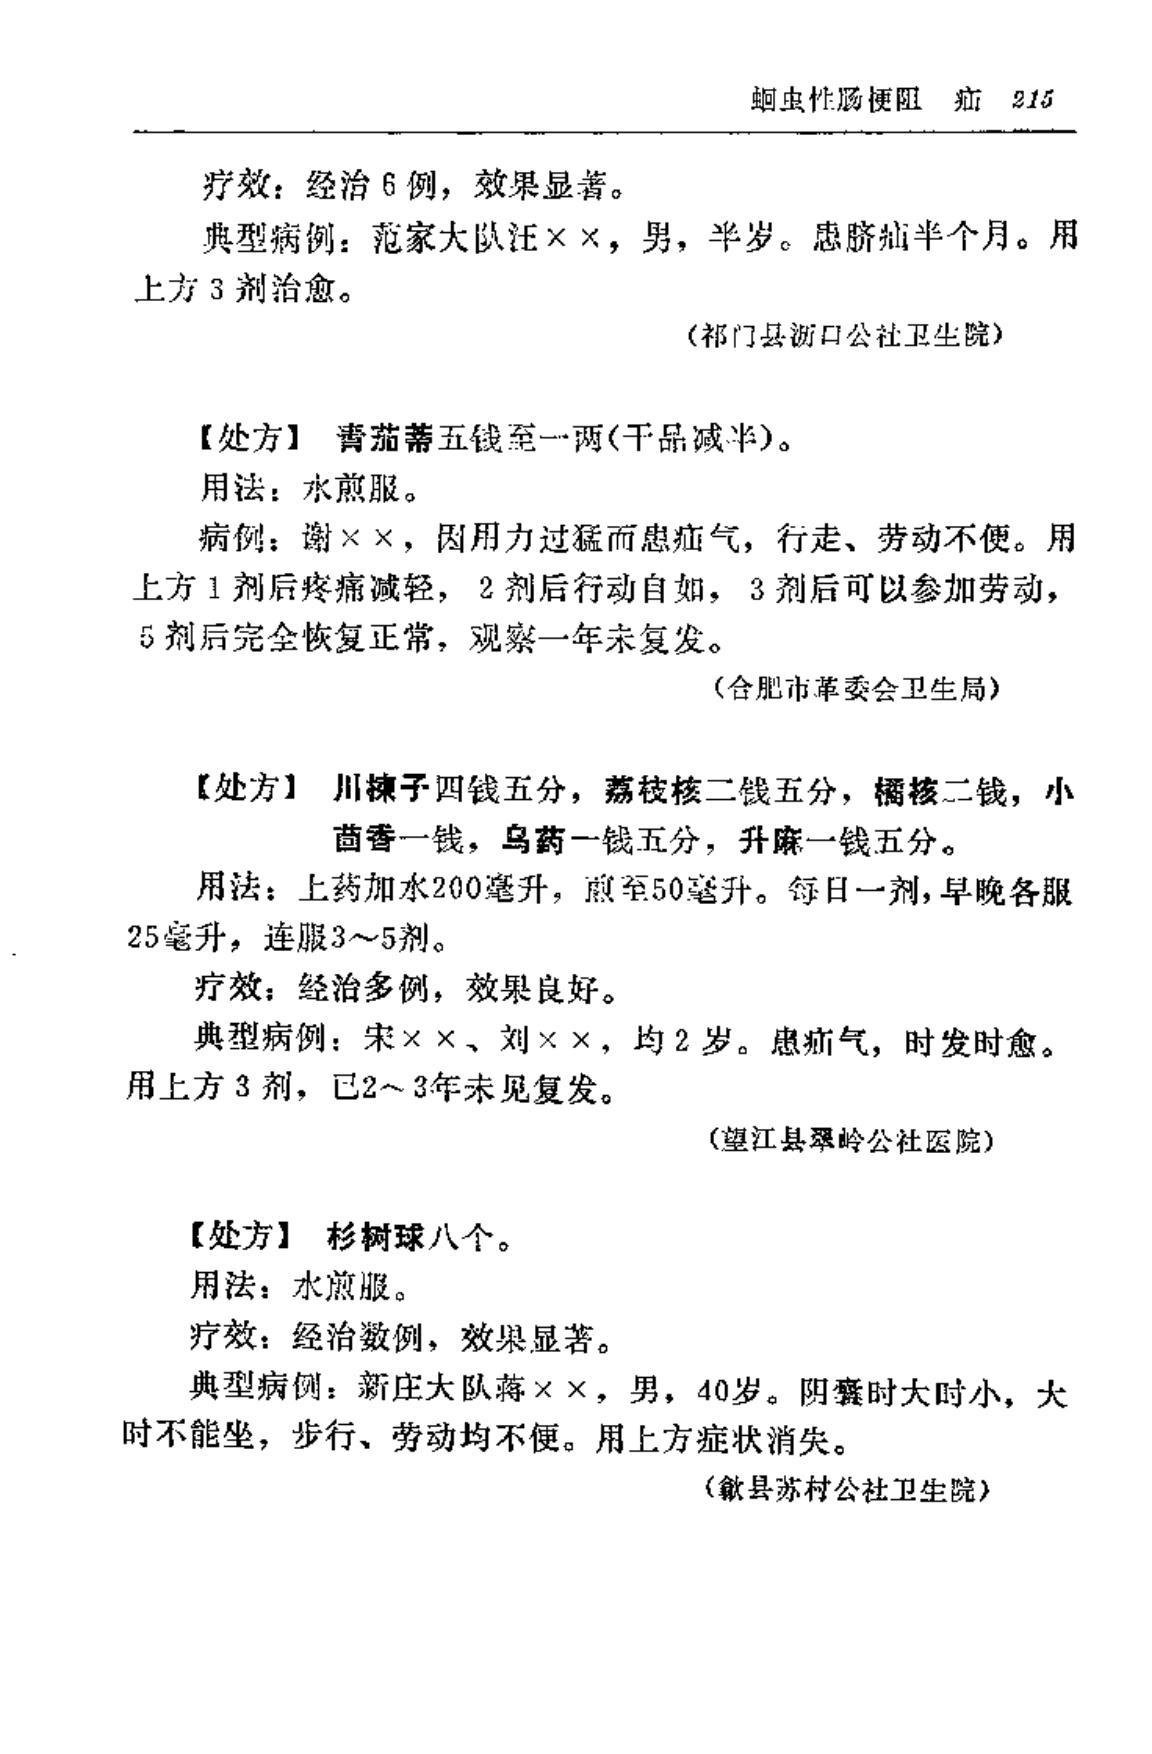 蛔虫性肠梗阻 疝 215
疗效：经治6例，效果显著。
典型病例：范家大队汪××，男，半岁。患脐疝半个月。用
上方3剂治愈。
（祁门县沥口公社卫生院）
【处方】 青茄蒂五钱至一两(干品减半)。
用法：水煎服。
病例：谢××，因用力过猛而患疝气，行走、劳动不便。用
上方1剂后疼痛减轻，2剂后行动自如，3剂后可以参加劳动，
5剂后完全恢复正常，观察一年未复发。
（合肥市革委会卫生局）
【处方】 川楝子四钱五分，荔枝核二钱五分，橘核二钱，小
茴香一钱，乌药一钱五分，升麻一钱五分。
用法：上药加水200毫升，煎至50毫升。每日一剂，早晚各服
25毫升，连服3～5剂。
疗效：经治多例，效果良好。
典型病例：宋××、刘××，均2岁。患疝气，时发时愈。
用上方3剂，已2～3年未见复发。
（望江县翠岭公社医院）
【处方】 杉树球八个。
用法：水煎服。
疗效：经治数例，效果显著。
典型病例：新庄大队蒋××，男，40岁。阴囊时大时小，大
时不能坐，步行、劳动均不便。用上方症状消失。
（歙县苏村公社卫生院）